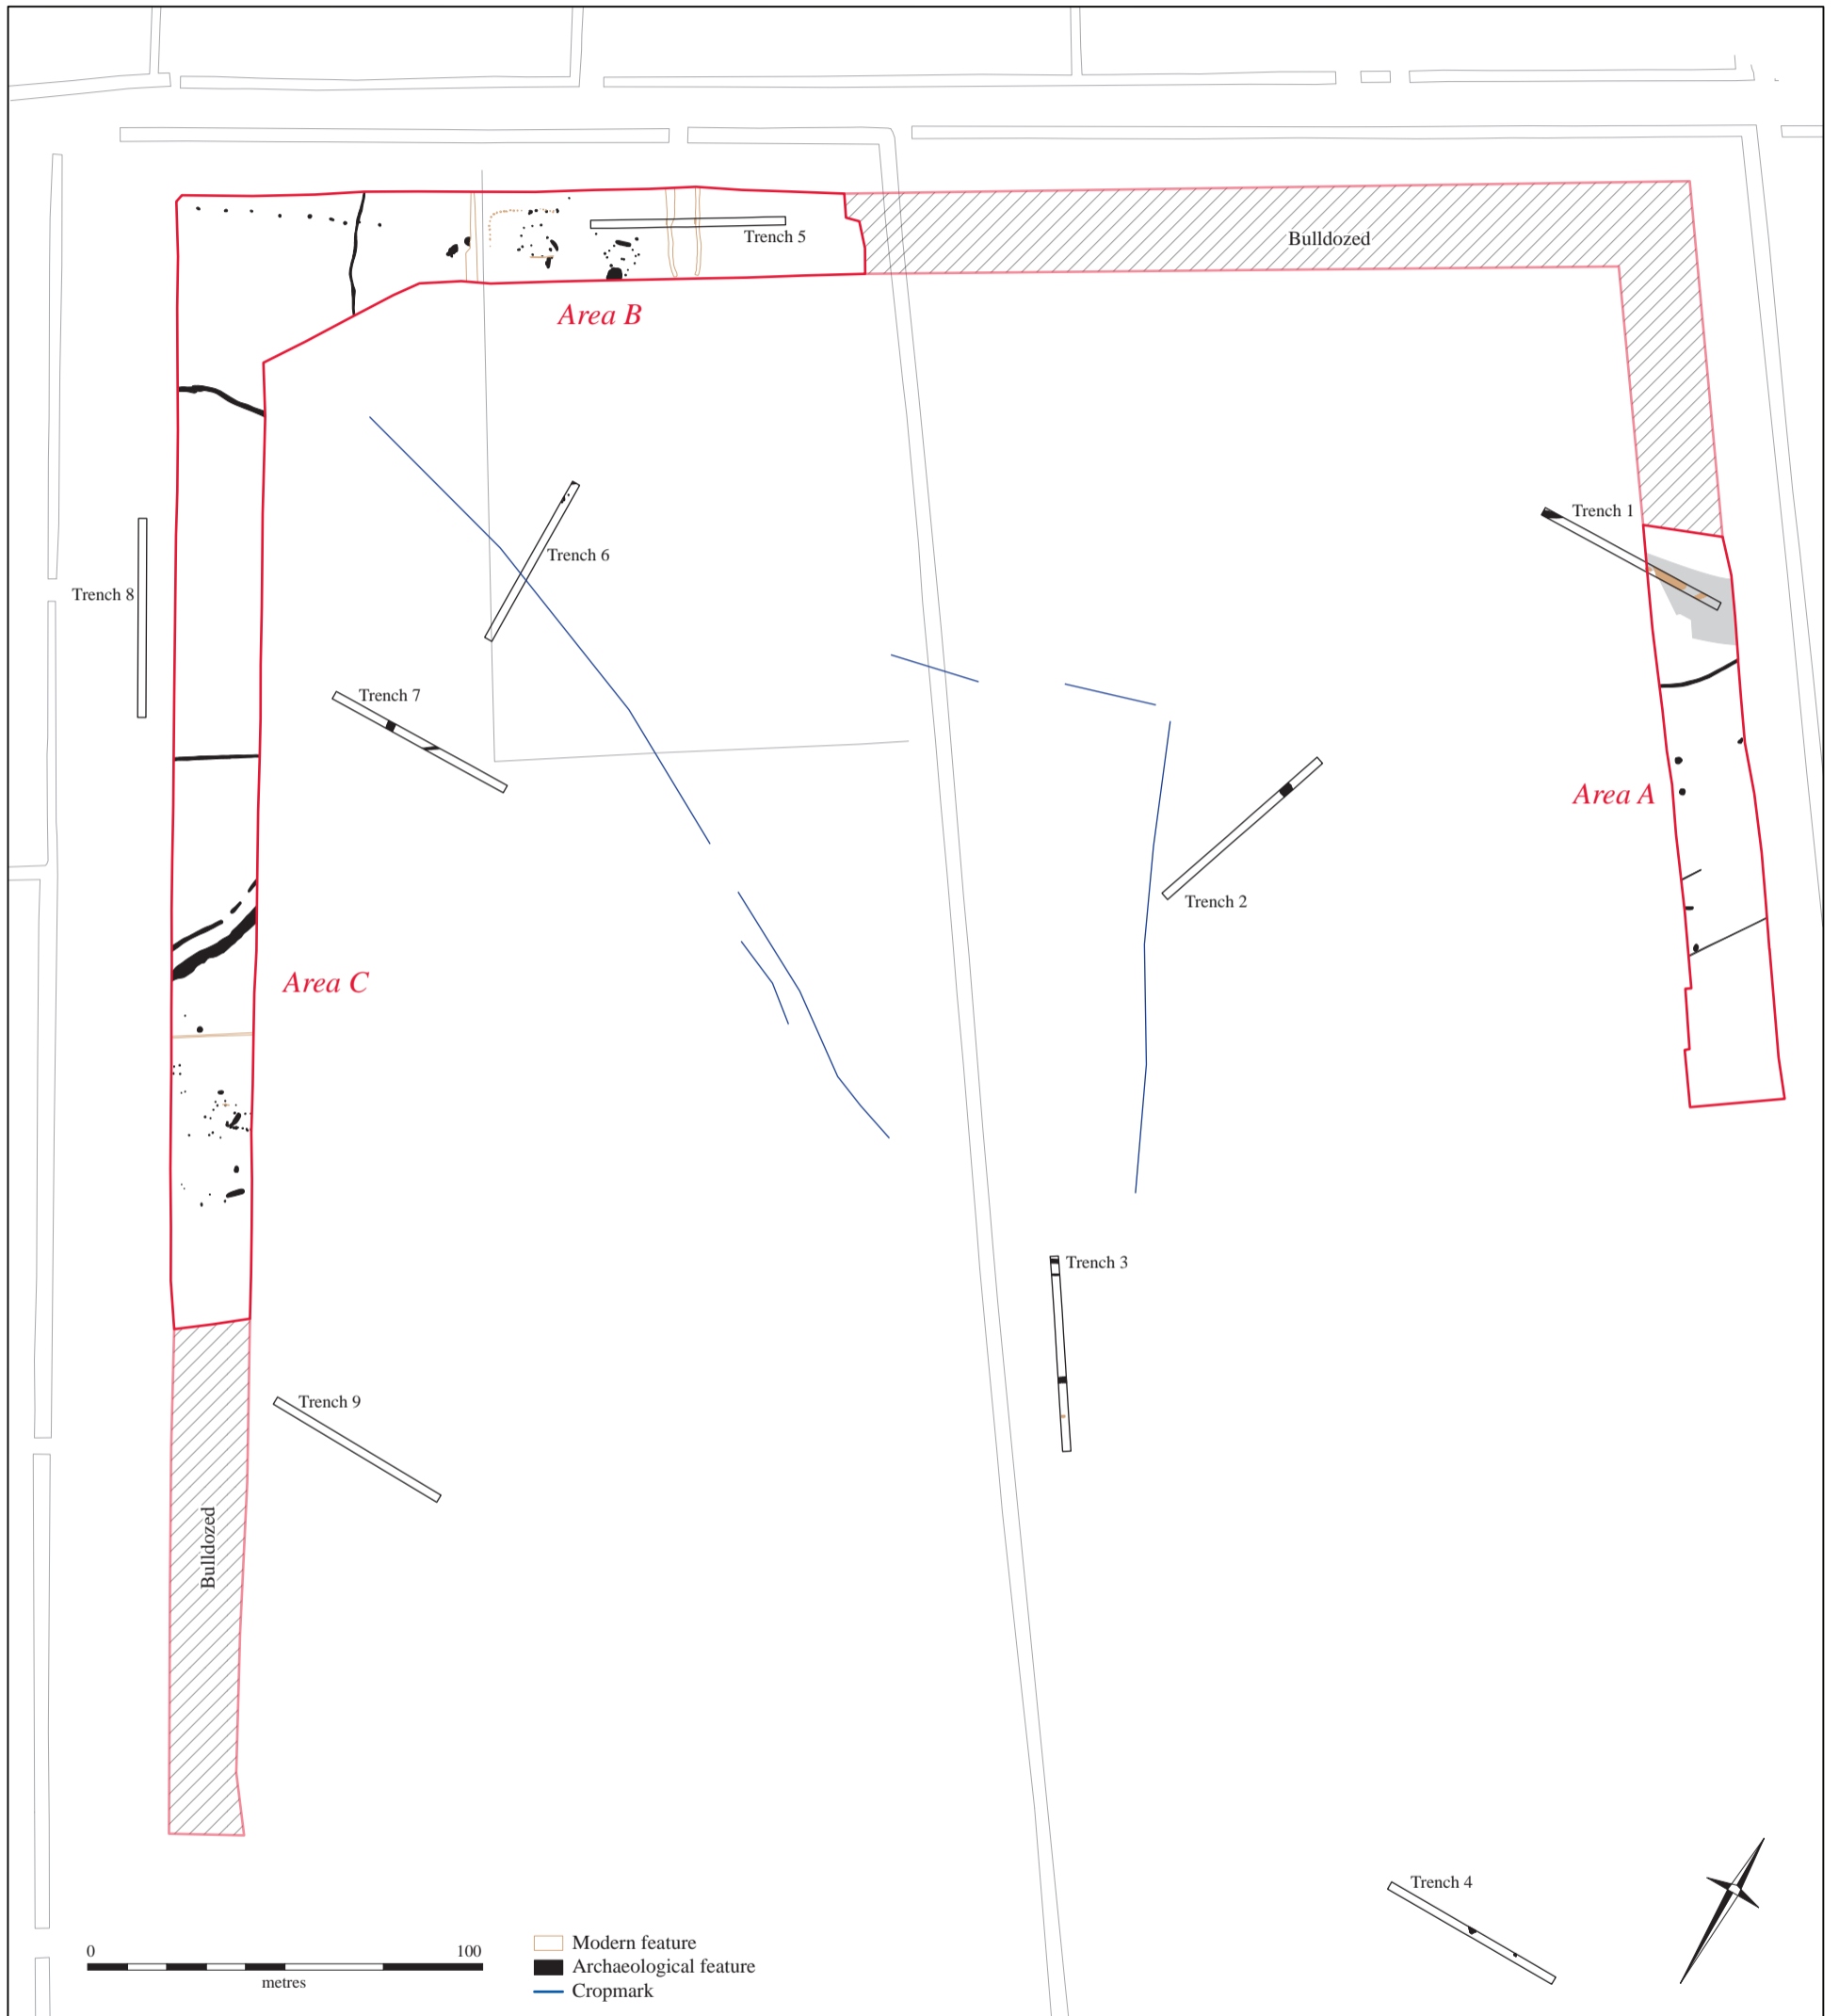 Bulldozed
Trench 5
Area B
Trench 1
Trench 6
Trench 8
Trench 7
Area A
Trench 2
Area C
Trench 3
Trench 9
Bulldozed
Trench 4
0 100
metres
Modern feature
Archaeological feature
Cropmark